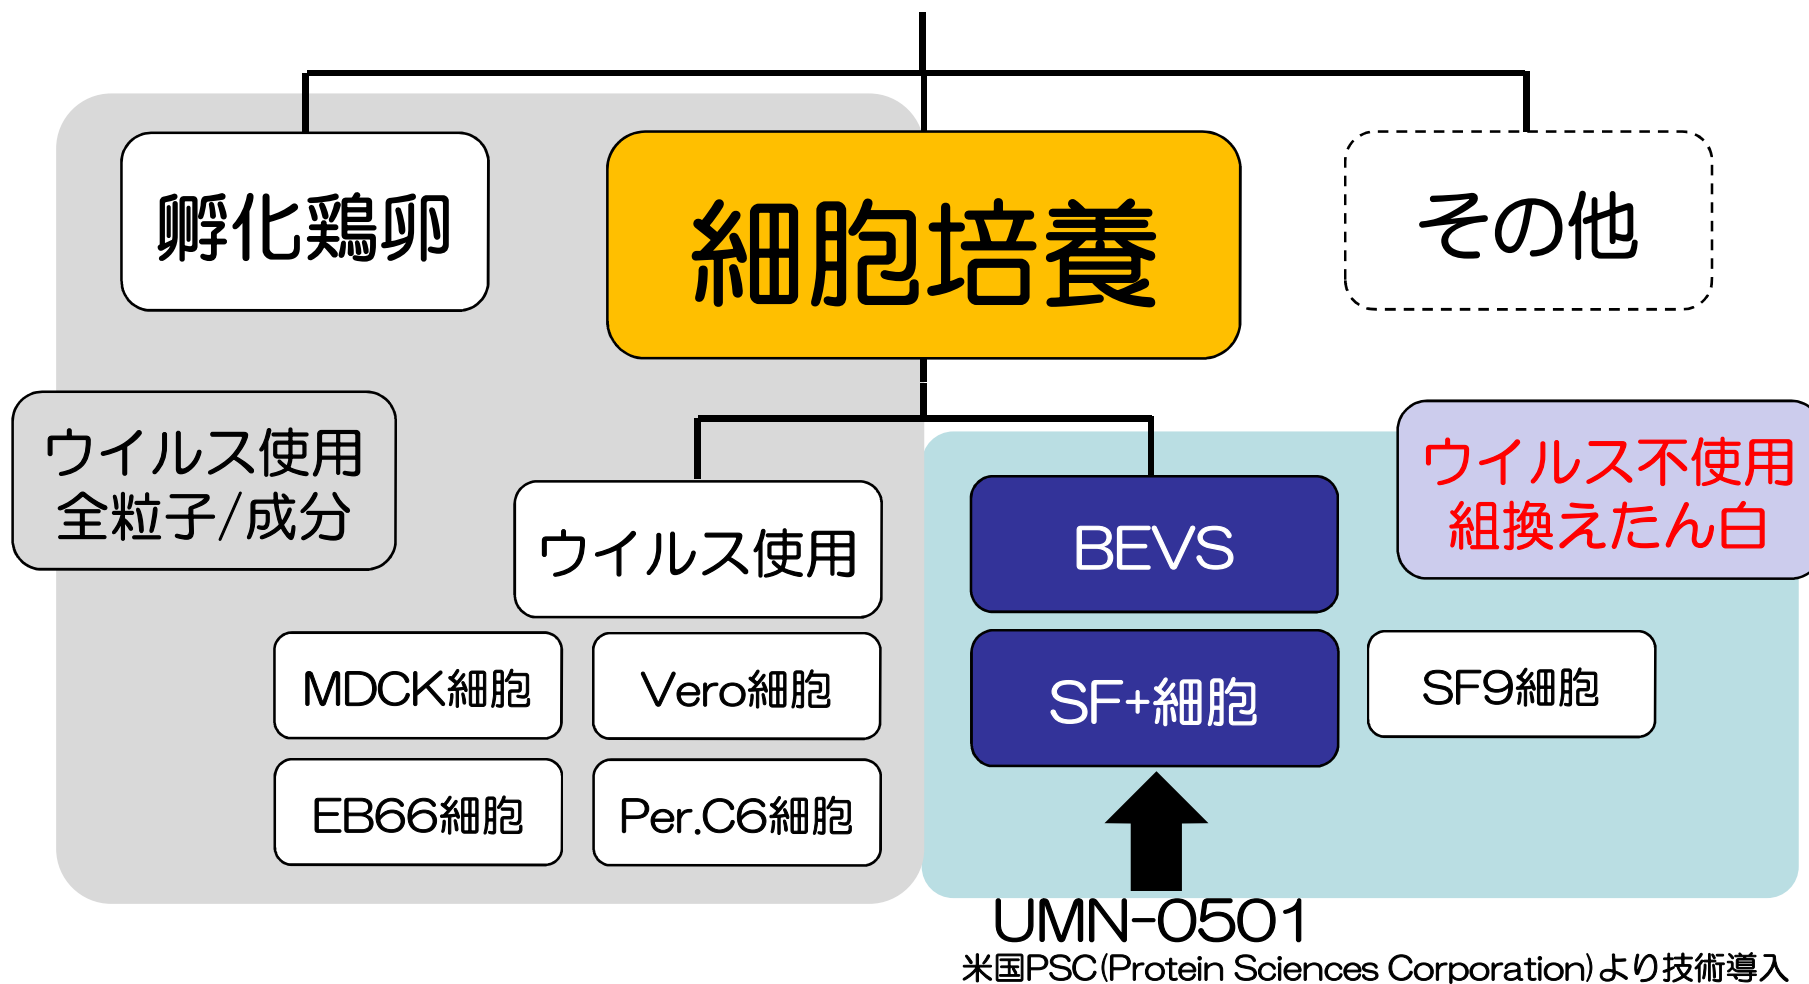 孵化鶏卵
細胞培養
その他
ウイルス使用
全粒子/成分
ウイルス不使用
組換えたん白
ウイルス使用
BEVS
MDCK細胞
Vero細胞
SF+細胞
SF9細胞
EB66細胞
Per.C6細胞
UMN-0501
米国PSC(Protein Sciences Corporation)より技術導入